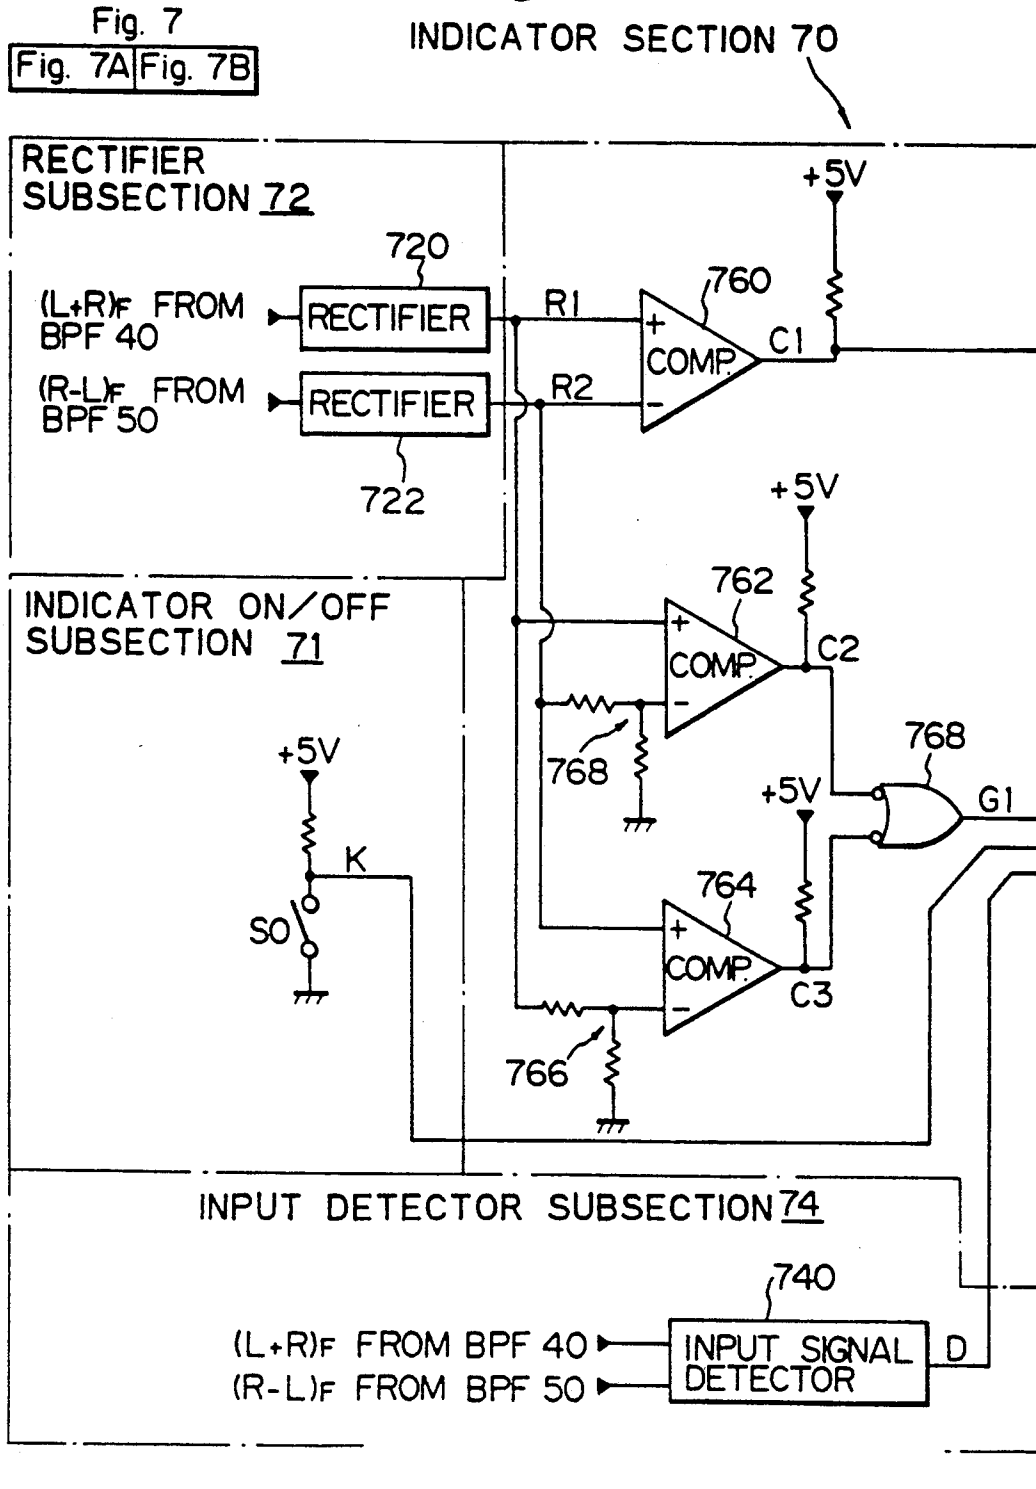 Fig. 7
Fig. 7A Fig. 7B
INDICATOR SECTION 70
RECTIFIER
SUBSECTION 72
+5V
720
760
(L+R)F FROM
BPF 40
RECTIFIER
R1
+
COMP.
C1
(R-L)F FROM
BPF 50
RECTIFIER
R2
−
722
+5V
INDICATOR ON/OFF
SUBSECTION 71
762
+
COMP.
C2
−
768
768
+5V
+5V
G1
K
764
SO
+
COMP.
C3
−
766
INPUT DETECTOR SUBSECTION 74
740
(L+R)F FROM BPF 40
(R-L)F FROM BPF 50
INPUT SIGNAL
DETECTOR
D